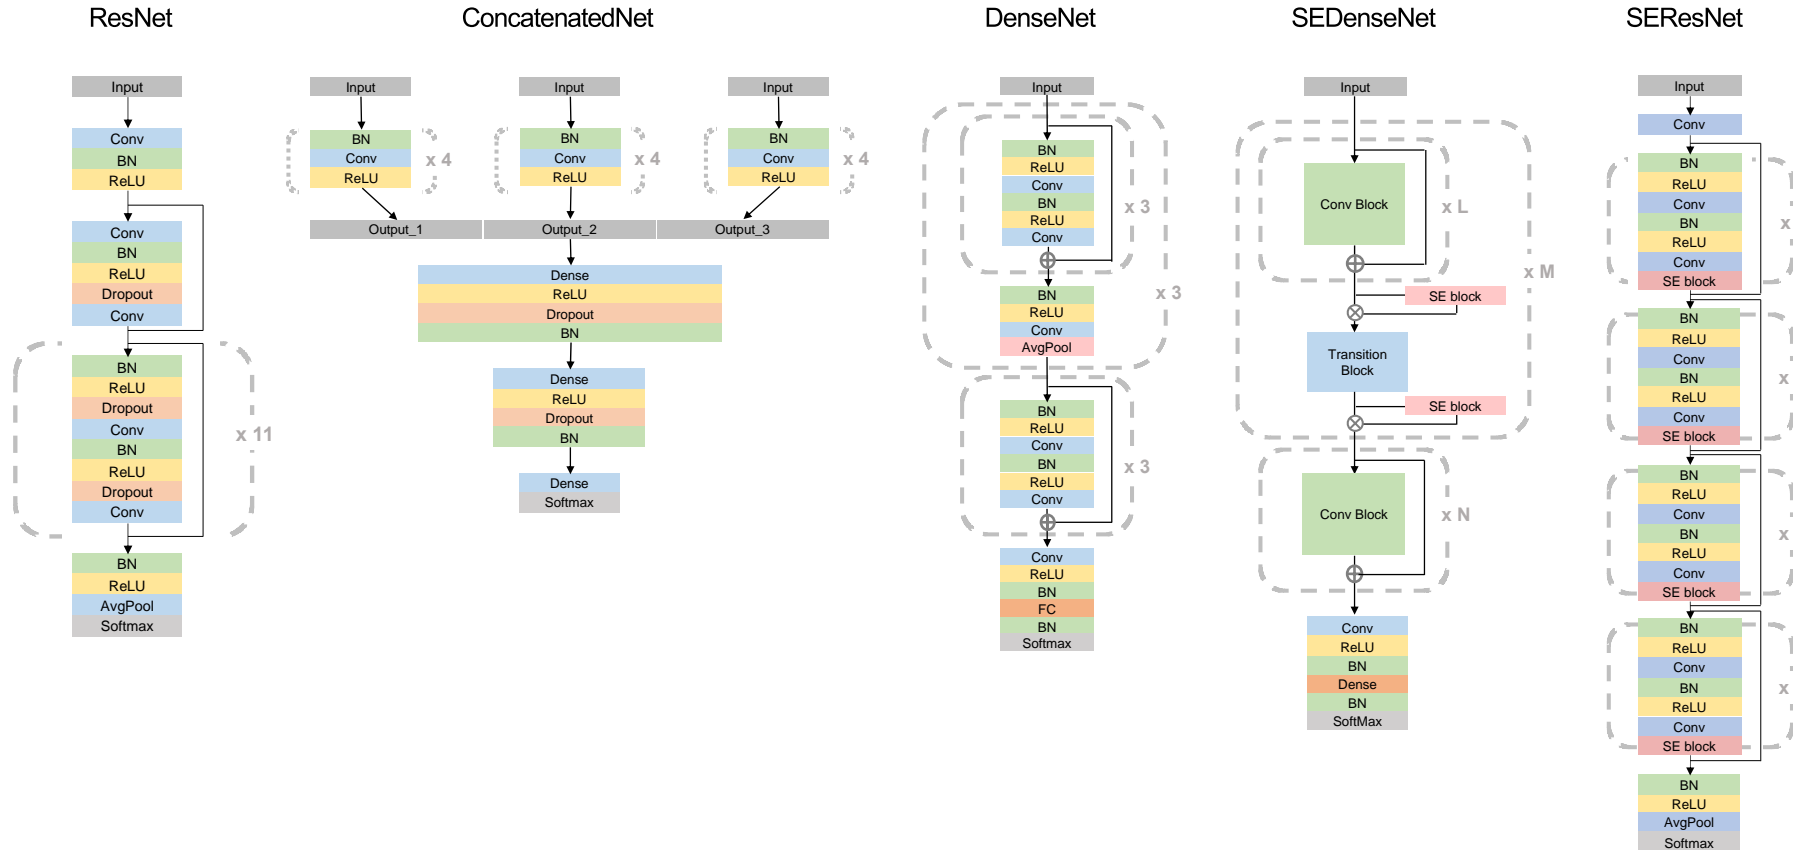 ResNet
Input
Conv
BN
ReLU
Conv
BN
ReLU
Dropout
Conv
BN
ReLU
Dropout
Conv
BN
ReLU
Dropout
Conv
x 11
BN
ReLU
AvgPool
Softmax
ConcatenatedNet
Input Input Input
BN BN BN
Conv x 4 Conv x 4 Conv x 4
ReLU ReLU ReLU
Output_1 Output_2 Output_3
Dense
ReLU
Dropout
BN
Dense
ReLU
Dropout
BN
Dense
Softmax
DenseNet
Input
BN
ReLU
Conv
BN
ReLU
Conv
x 3
BN
ReLU
Conv
AvgPool
x 3
BN
ReLU
Conv
BN
ReLU
Conv
x 3
Conv
ReLU
BN
FC
BN
Softmax
SEDenseNet
Input
Conv Block
x L
SE block
x M
Transition
Block
SE block
Conv Block
x N
Conv
ReLU
BN
Dense
BN
SoftMax
SEResNet
Input
Conv
BN
ReLU
Conv
BN
ReLU
Conv
SE block
x
BN
ReLU
Conv
BN
ReLU
Conv
SE block
x
BN
ReLU
Conv
BN
ReLU
Conv
SE block
x
BN
ReLU
Conv
BN
ReLU
Conv
SE block
x
BN
ReLU
AvgPool
Softmax